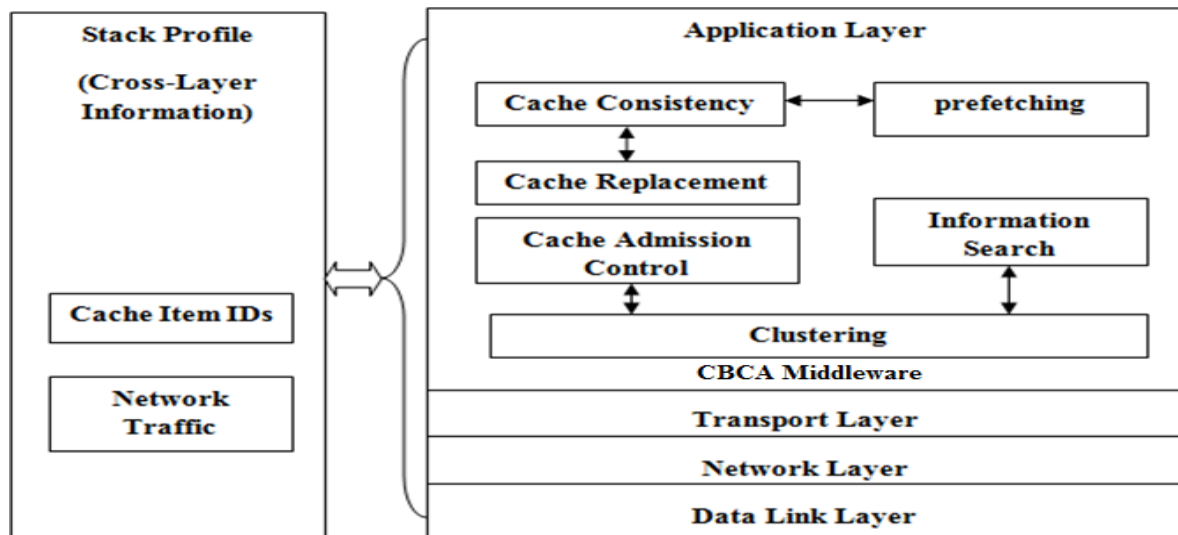 Stack Profile
(Cross-Layer
Information)
Cache Item IDs
Network
Traffic
Application Layer
Cache Consistency
prefetching
Cache Replacement
Cache Admission
Control
Information
Search
Clustering
CBCA Middleware
Transport Layer
Network Layer
Data Link Layer